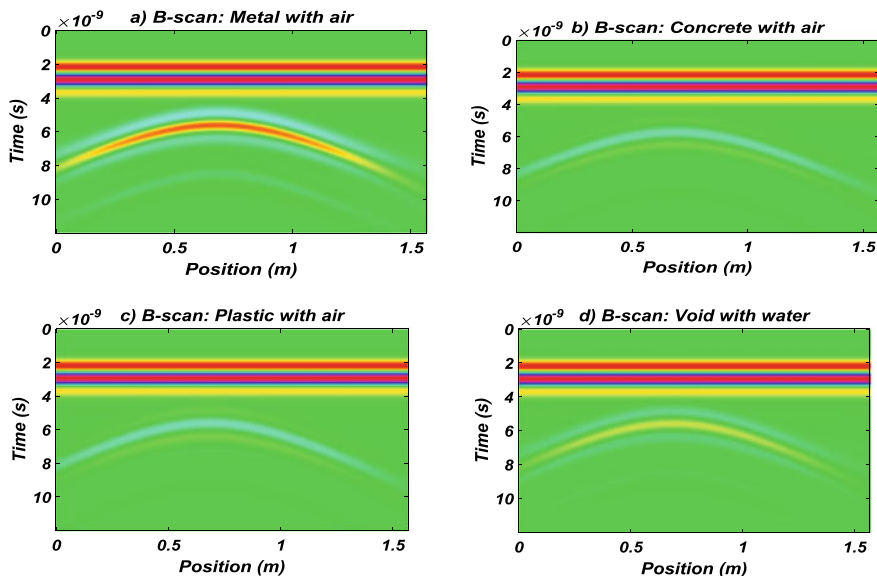 a) B-scan: Metal with air
×10-9
0
2
4
6
8
10
Time (s)
0 0.5 1 1.5
Position (m)
b) B-scan: Concrete with air
×10-9
0
2
4
6
8
10
Time (s)
0 0.5 1 1.5
Position (m)
c) B-scan: Plastic with air
×10-9
0
2
4
6
8
10
Time (s)
0 0.5 1 1.5
Position (m)
d) B-scan: Void with water
×10-9
0
2
4
6
8
10
Time (s)
0 0.5 1 1.5
Position (m)